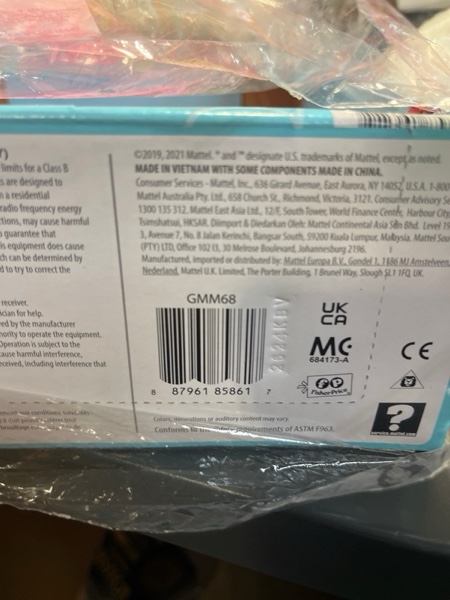 limits for a Class B
are designed to
a residential
radio frequency energy
tions, may cause harmful
guarantee that
is equipment does cause
ch can be determined by
d to try to correct the
receiver.
ician for help.
ed by the manufacturer
ority to operate the equipment.
Operation is subject to the
cause harmful interference,
eceived, including interference that
©2019, 2021 Mattel. ® and ™ designate U.S. trademarks of Mattel, except as noted.
MADE IN VIETNAM WITH SOME COMPONENTS MADE IN CHINA.
Consumer Services - Mattel, Inc., 636 Girard Avenue, East Aurora, NY 14052, U.S.A. 1-800
Mattel Australia Pty. Ltd., 658 Church St., Richmond, Victoria, 3121. Consumer Advisory Se
1300 135 312. Mattel East Asia Ltd., 12/F, South Tower, World Finance Centre, Harbour City
Tsimshatsui, HKSAR. Diimport & Diedarkan Oleh: Mattel Continental Asia Sdn Bhd. Level 19
3, Avenue 7, No. 8 Jalan Kerinchi, Bangsar South, 59200 Kuala Lumpur, Malaysia. Mattel Sou
(PTY) LTD, Office 102 I3, 30 Melrose Boulevard, Johannesburg 2196.
Manufactured, imported or distributed by: Mattel Europa B.V., Gondel 1, 1186 MJ Amstelveen,
Nederland, Mattel U.K. Limited, The Porter Building, 1 Brunel Way, Slough SL1 1FQ, UK.
GMM68
8 87961 85861 7
UK
CA
684173-A
Fisher-Price
CE
?
service.mattel.com
Colors, decorations or auditory content may vary.
Conforms to the safety requirements of ASTM F963.